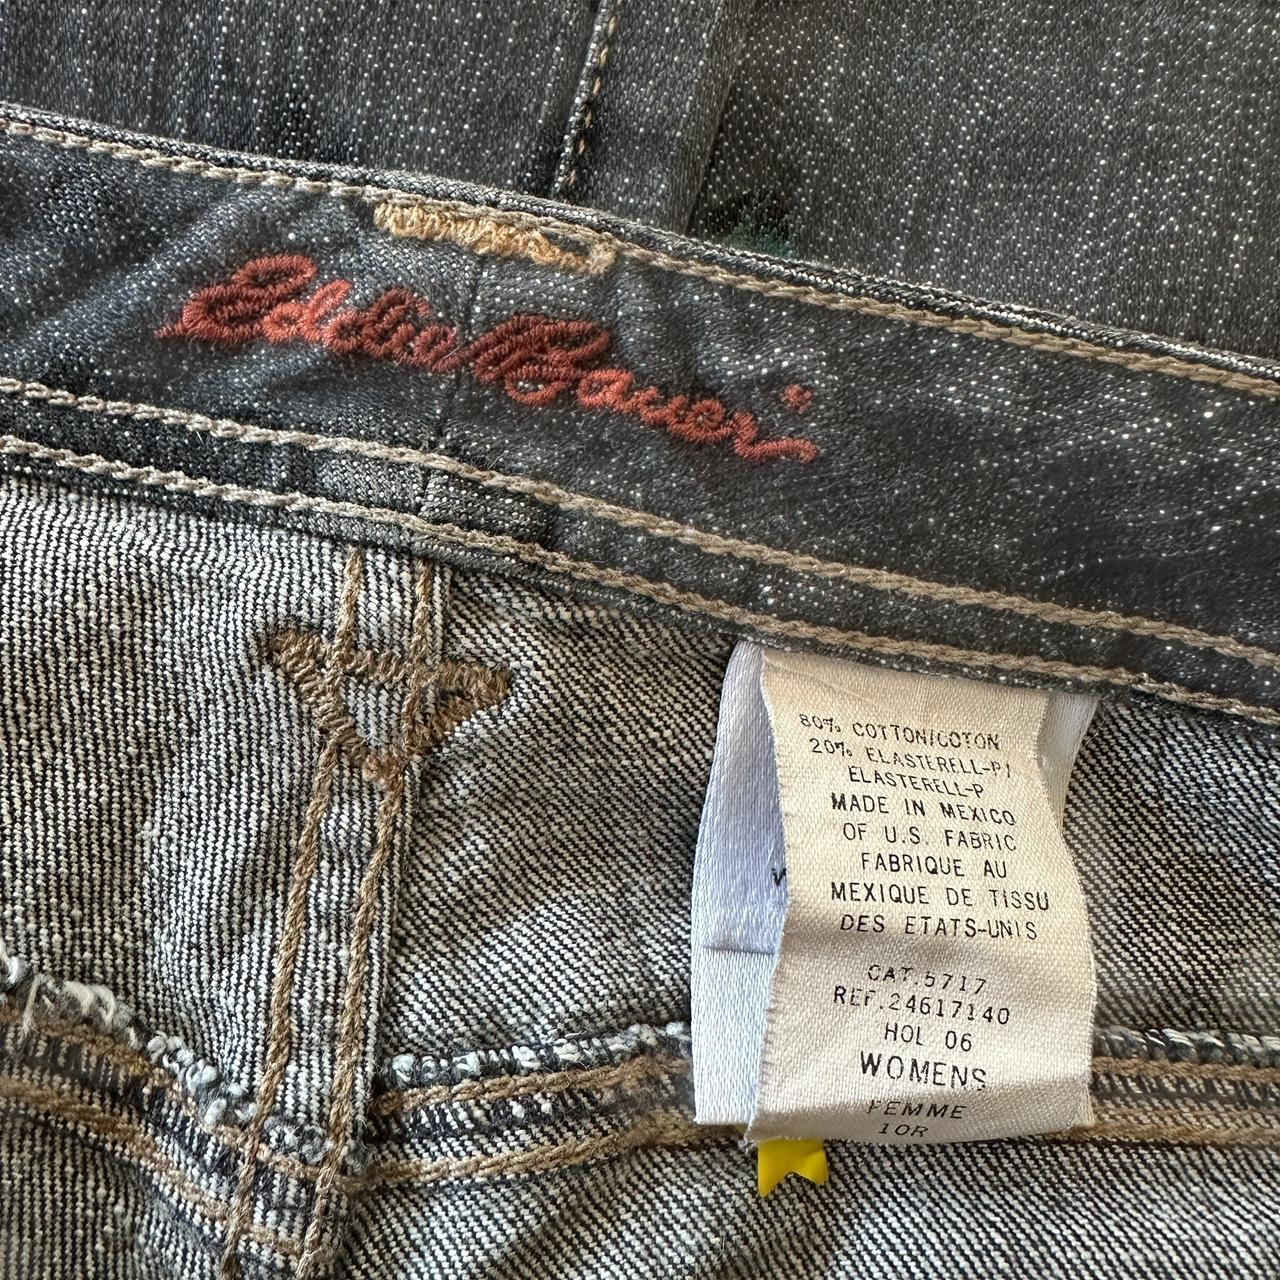 Eddie Bauer
80% COTTON/COTON
20% ELASTERELL-P/
ELASTERELL-P
MADE IN MEXICO
OF U.S. FABRIC
FABRIQUE AU
MEXIQUE DE TISSU
DES ETATS-UNIS
CAT.5717
REF.24617140
HOL 06
WOMENS
FEMME
10R